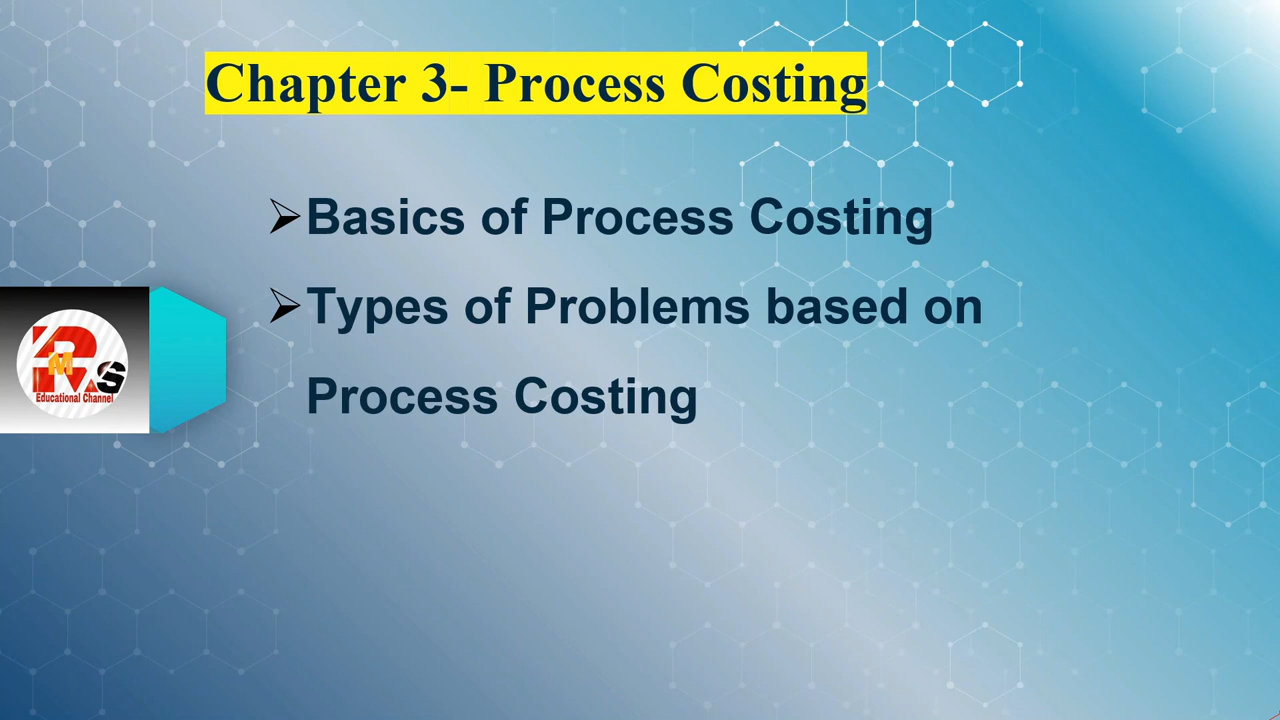 Chapter 3- Process Costing
➢Basics of Process Costing
➢Types of Problems based on
Process Costing
Educational Channel